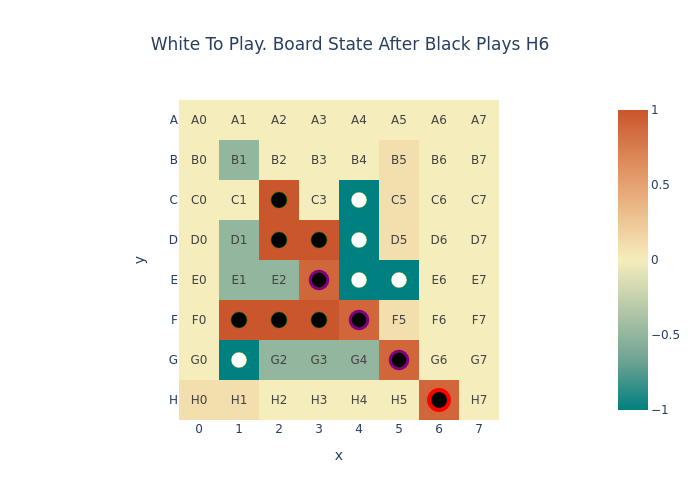 White To Play. Board State After Black Plays H6
A A0 A1 A2 A3 A4 A5 A6 A7
B B0 B1 B2 B3 B4 B5 B6 B7
C C0 C1 C3 C5 C6 C7
D D0 D1 D5 D6 D7
E E0 E1 E2 E6 E7
F F0 F5 F6 F7
G G0 G2 G3 G4 G6 G7
H H0 H1 H2 H3 H4 H5 H7
0 1 2 3 4 5 6 7
x
y
1
0.5
0
−0.5
−1